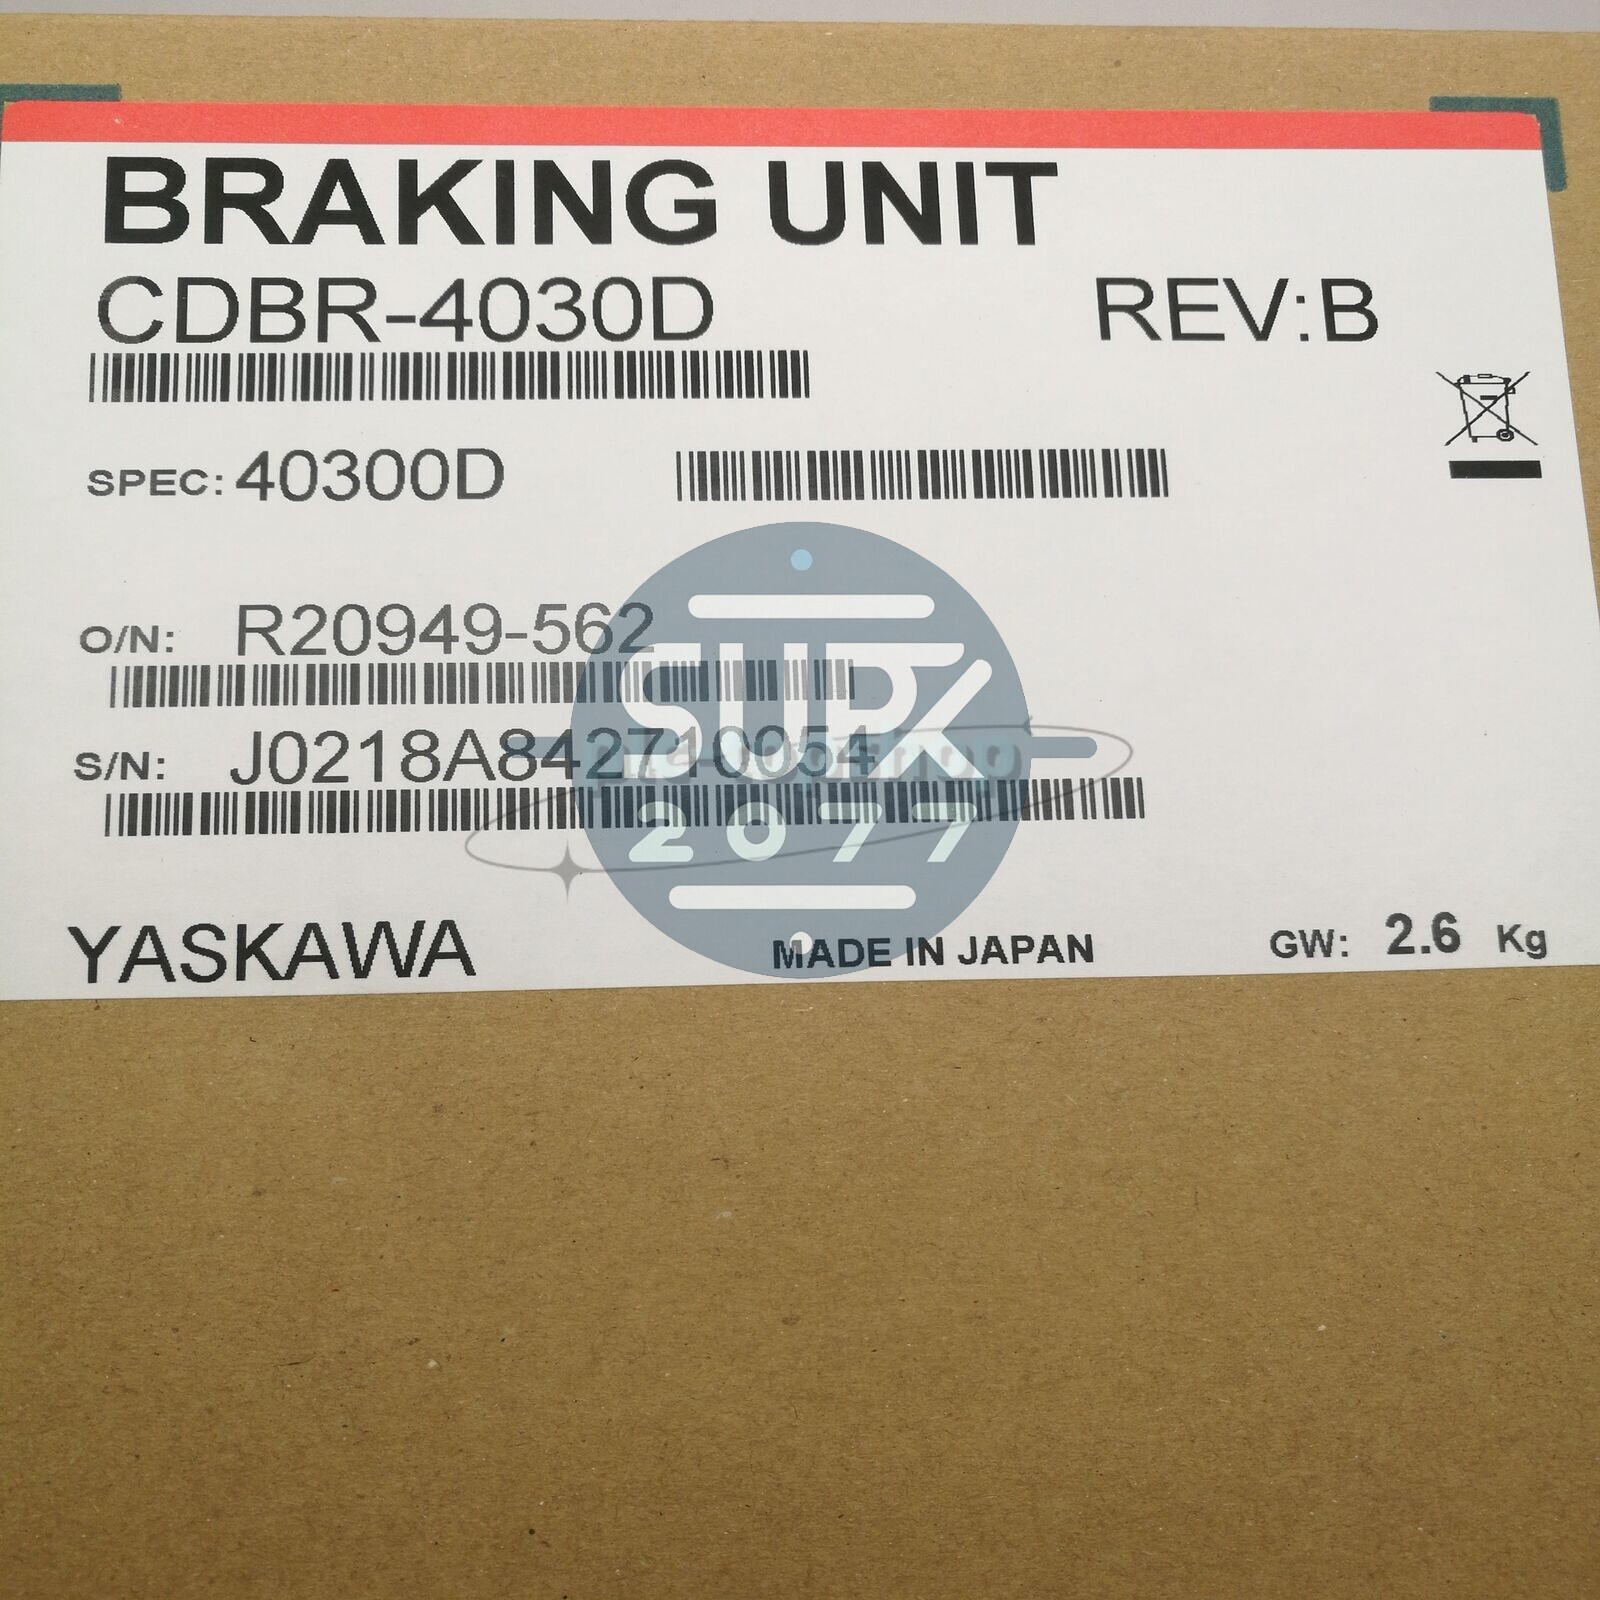 BRAKING UNIT
CDBR-4030D REV:B
SPEC: 40300D
O/N: R20949-562
S/N: J0218A842710054
SUPK
2077
YASKAWA MADE IN JAPAN GW: 2.6 Kg